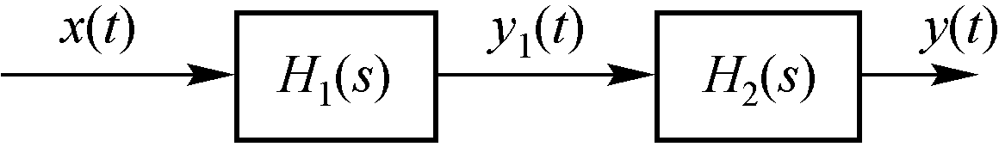 x(t) H₁(s) y₁(t) H₂(s) y(t)